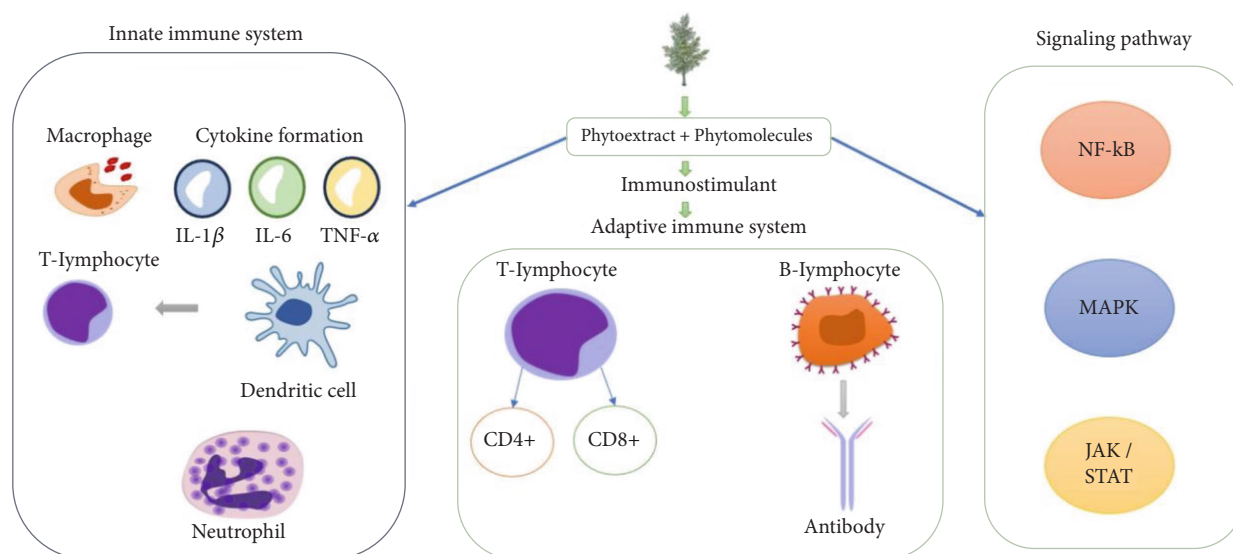 Innate immune system
Macrophage
Cytokine formation
IL-1β
IL-6
TNF-α
T-Iymphocyte
Dendritic cell
Neutrophil
Phytoextract + Phytomolecules
Immunostimulant
Adaptive immune system
T-Iymphocyte
B-Iymphocyte
CD4+
CD8+
Antibody
Signaling pathway
NF-kB
MAPK
JAK /
STAT